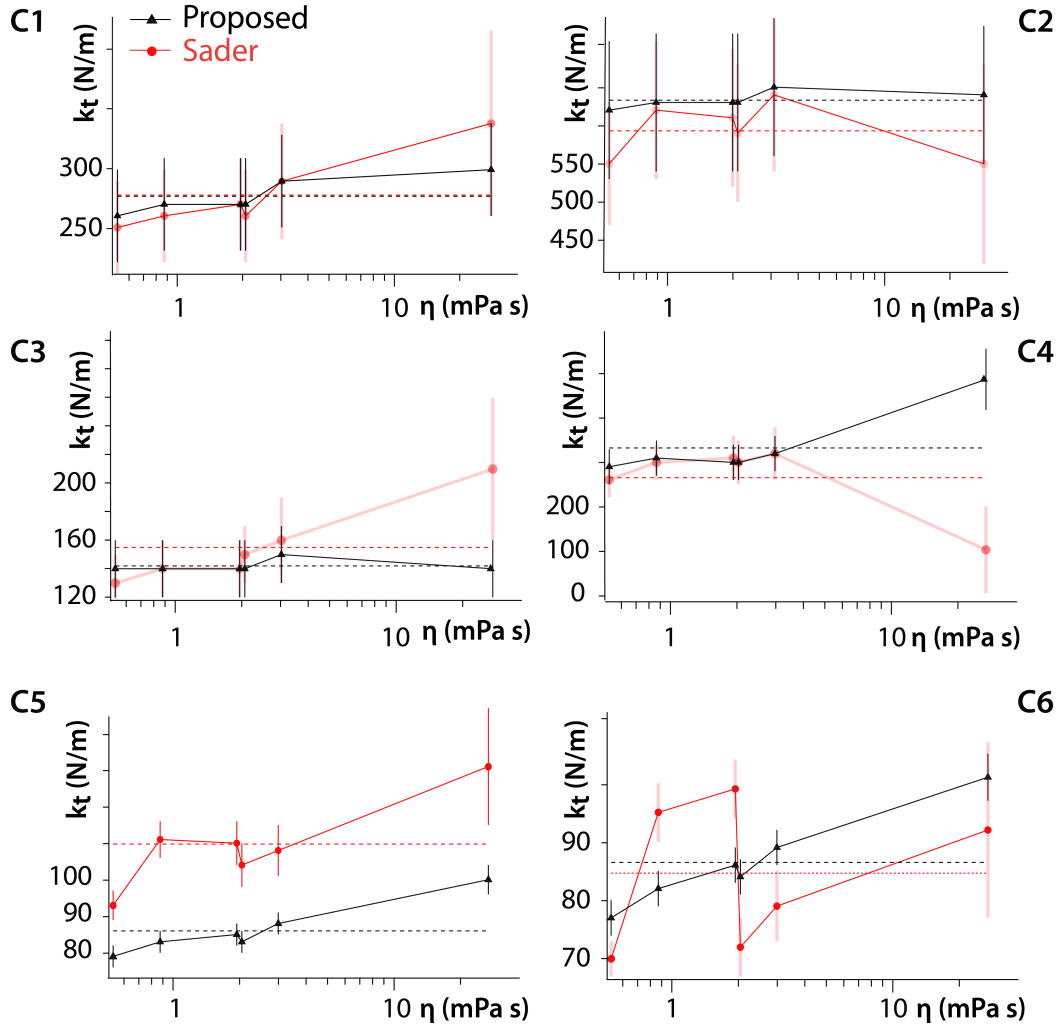 C1
kt (N/m)
Proposed
Sader
300
250
1
10 η (mPa s)
C2
kt (N/m)
550
500
450
1
10 η (mPa s)
C3
kt (N/m)
200
160
120
1
10 η (mPa s)
C4
kt (N/m)
200
100
0
1
10 η (mPa s)
C5
kt (N/m)
100
90
80
1
10 η (mPa s)
C6
kt (N/m)
90
80
70
1
10 η (mPa s)